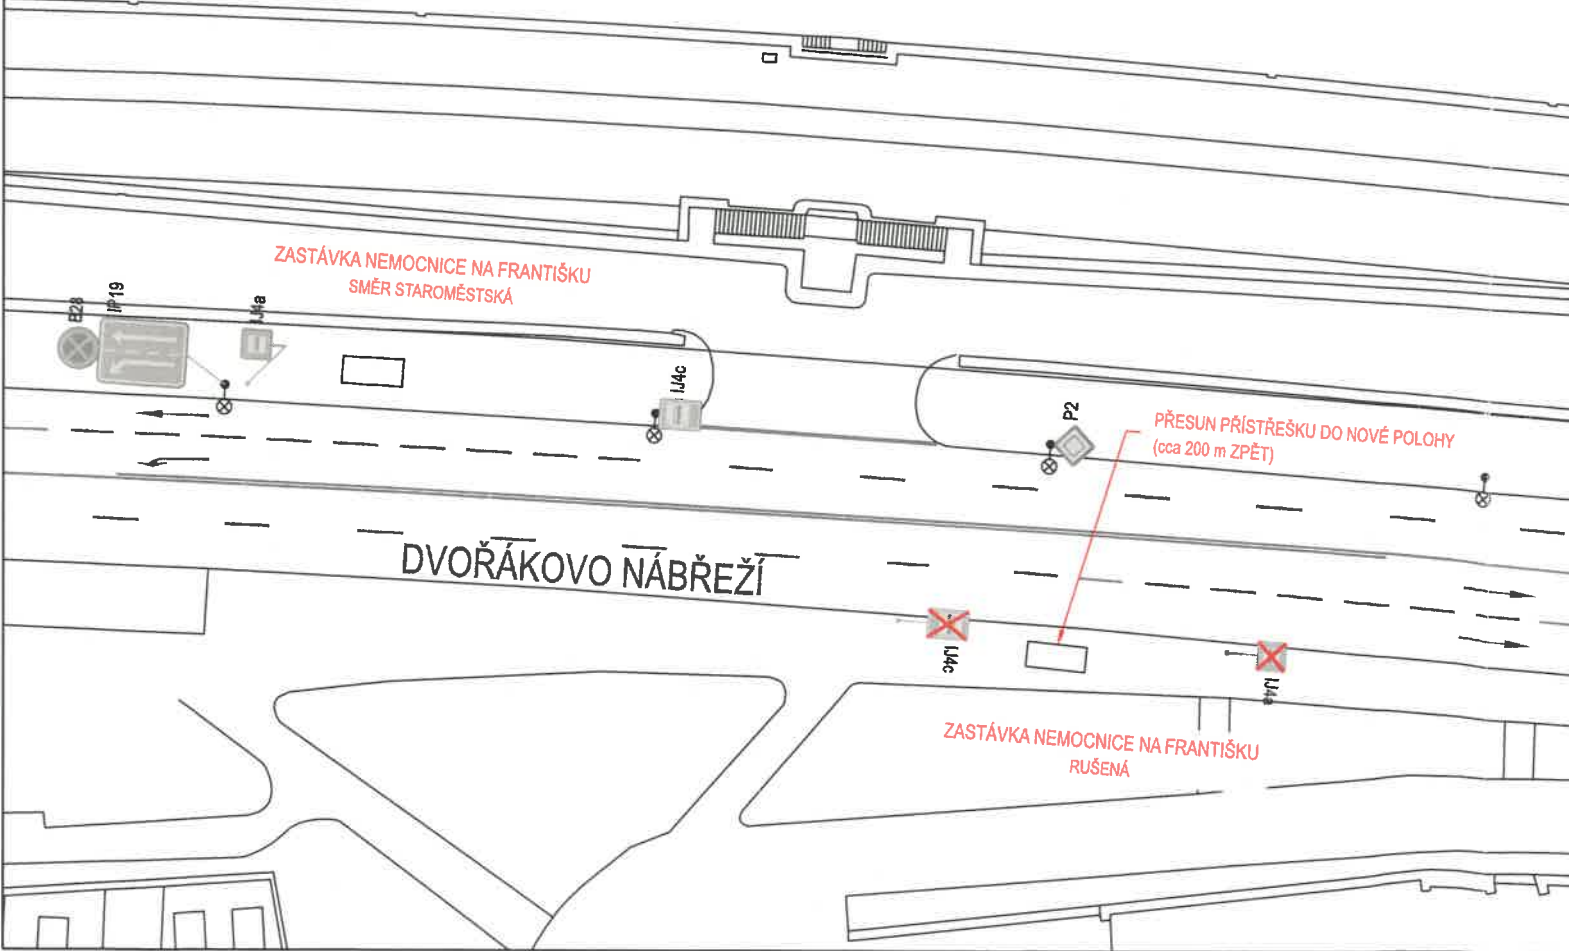 ZASTÁVKA NEMOCNICE NA FRANTIŠKU
SMĚR STAROMĚSTSKÁ
B28
IP19
IJ4a
IJ4c
P2
PŘESUN PŘÍSTŘEŠKU DO NOVÉ POLOHY
(cca 200 m ZPĚT)
DVOŘÁKOVO NÁBŘEŽÍ
IJ4c
IJ4a
ZASTÁVKA NEMOCNICE NA FRANTIŠKU
RUŠENÁ